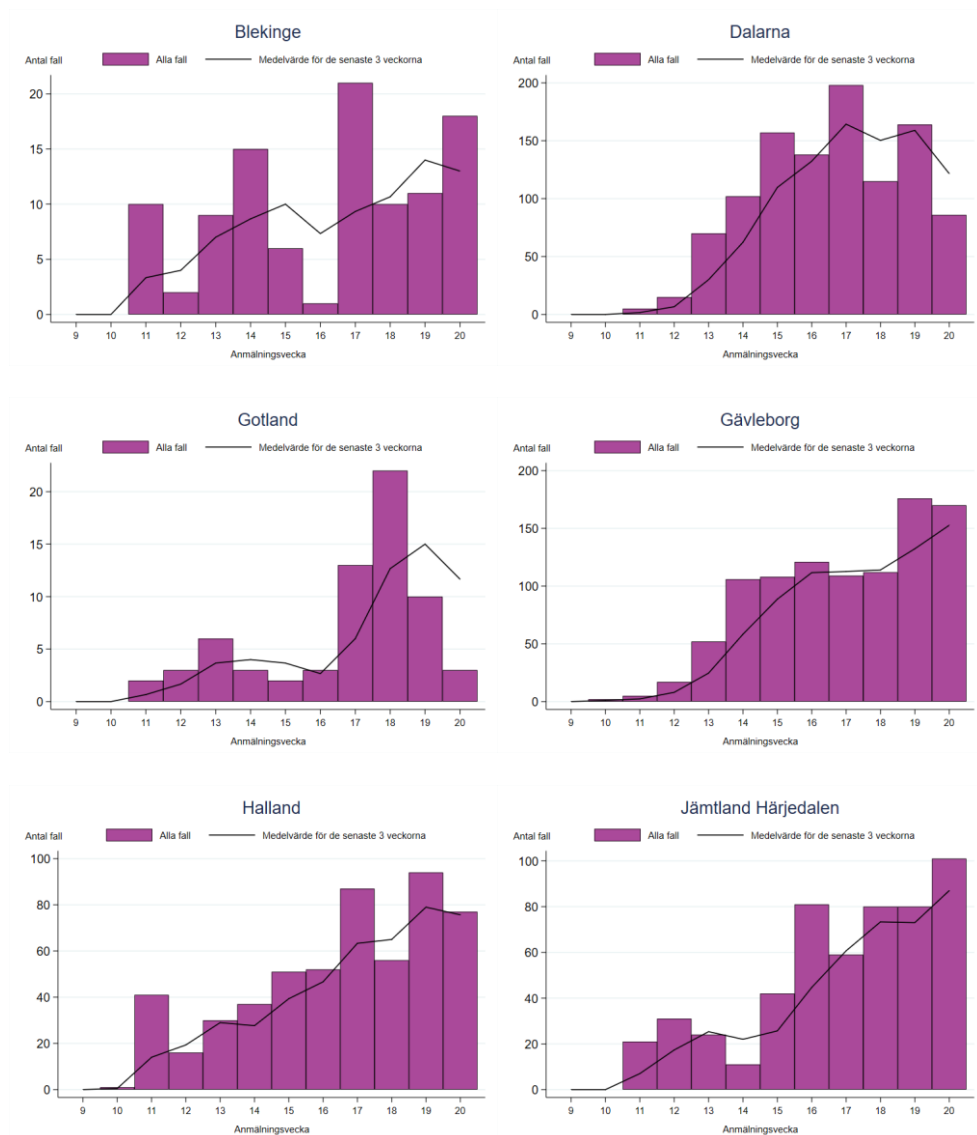 Blekinge
Antal fall Alla fall Medelvärde för de senaste 3 veckorna
20
15
10
5
0
9 10 11 12 13 14 15 16 17 18 19 20
Anmälningsvecka
Dalarna
Antal fall Alla fall Medelvärde för de senaste 3 veckorna
200
150
100
50
0
9 10 11 12 13 14 15 16 17 18 19 20
Anmälningsvecka
Gotland
Antal fall Alla fall Medelvärde för de senaste 3 veckorna
20
15
10
5
0
9 10 11 12 13 14 15 16 17 18 19 20
Anmälningsvecka
Gävleborg
Antal fall Alla fall Medelvärde för de senaste 3 veckorna
200
150
100
50
0
9 10 11 12 13 14 15 16 17 18 19 20
Anmälningsvecka
Halland
Antal fall Alla fall Medelvärde för de senaste 3 veckorna
100
80
60
40
20
0
9 10 11 12 13 14 15 16 17 18 19 20
Anmälningsvecka
Jämtland Härjedalen
Antal fall Alla fall Medelvärde för de senaste 3 veckorna
100
80
60
40
20
0
9 10 11 12 13 14 15 16 17 18 19 20
Anmälningsvecka